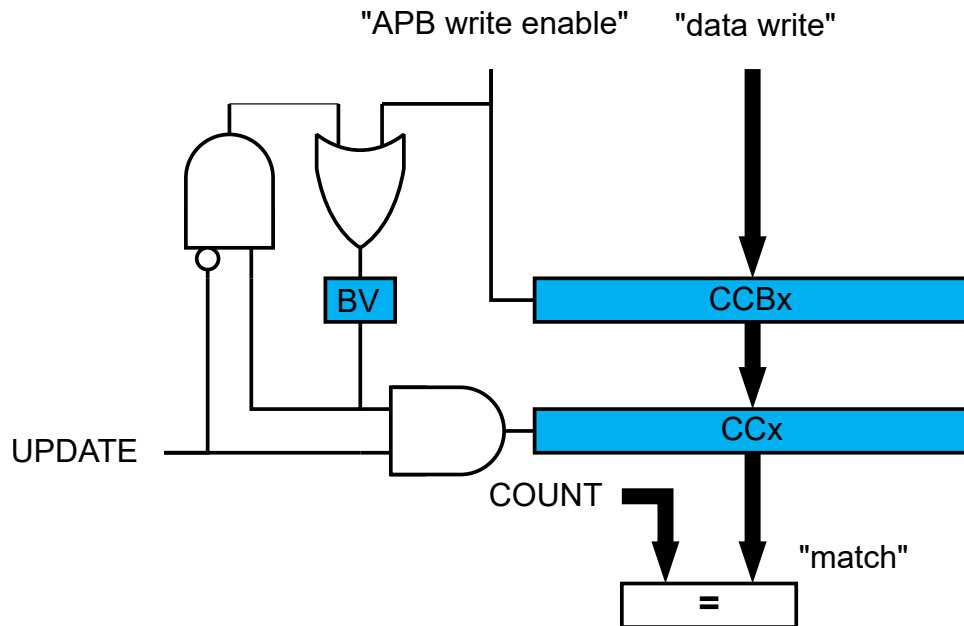 "APB write enable"
"data write"
BV
CCBx
CCx
UPDATE
COUNT
"match"
=